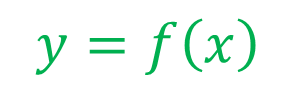 y = f(x)